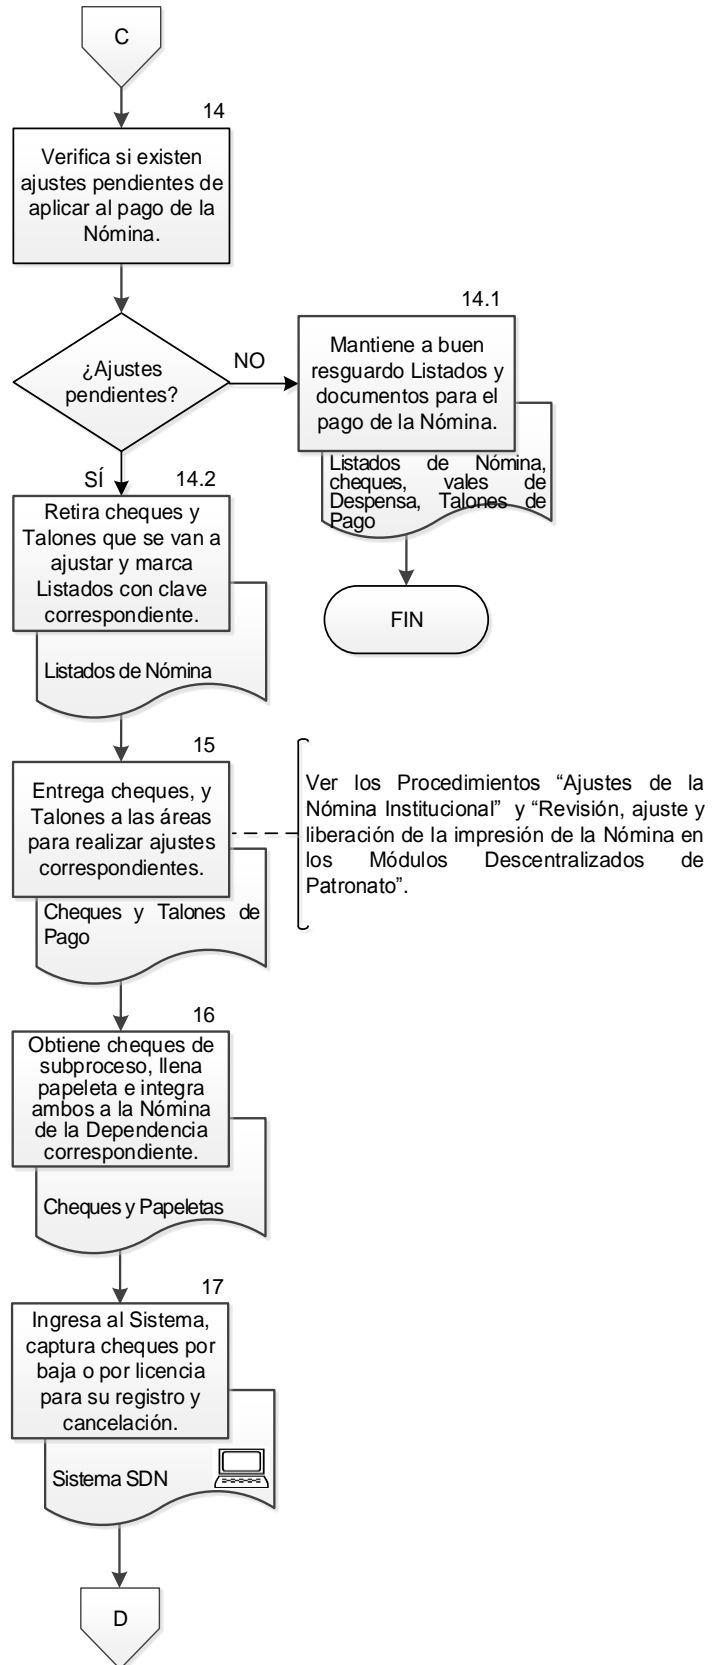 C
14
Verifica si existen
ajustes pendientes de
aplicar al pago de la
Nómina.
¿Ajustes
pendientes?
NO
14.1
Mantiene a buen
resguardo Listados y
documentos para el
pago de la Nómina.
Listados de Nómina,
cheques, vales de
Despensa, Talones de
Pago
FIN
SÍ
14.2
Retira cheques y
Talones que se van a
ajustar y marca
Listados con clave
correspondiente.
Listados de Nómina
15
Entrega cheques, y
Talones a las áreas
para realizar ajustes
correspondientes.
Cheques y Talones de
Pago
Ver los Procedimientos “Ajustes de la
Nómina Institucional” y “Revisión, ajuste y
liberación de la impresión de la Nómina en
los Módulos Descentralizados de
Patronato”.
16
Obtiene cheques de
subproceso, llena
papeleta e integra
ambos a la Nómina
de la Dependencia
correspondiente.
Cheques y Papeletas
17
Ingresa al Sistema,
captura cheques por
baja o por licencia
para su registro y
cancelación.
Sistema SDN
D